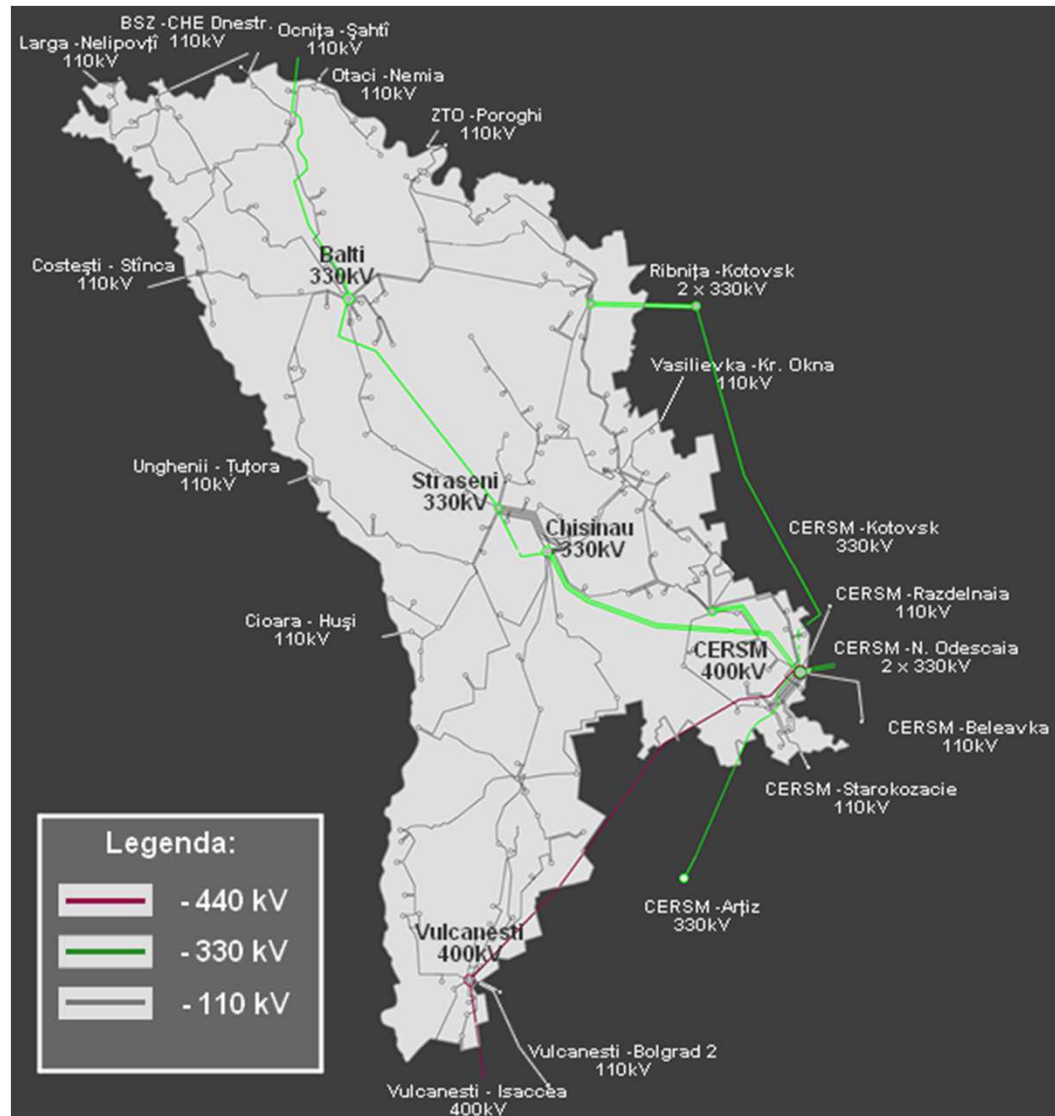 BSZ -CHE Dnestr.
110kV
Ocnița -Șahtî
110kV
Larga -Nelipovțî
110kV
Otaci -Nemia
110kV
ZTO -Poroghi
110kV
Balti
330kV
Costești - Stînca
110kV
Ribnița -Kotovsk
2 x 330kV
Vasilievka -Kr. Okna
110kV
Unghenii - Țuțora
110kV
Straseni
330kV
Chisinau
330kV
CERSM -Kotovsk
330kV
CERSM -Razdelnaia
110kV
Cioara - Huși
110kV
CERSM
400kV
CERSM -N. Odescaia
2 x 330kV
CERSM -Beleavka
110kV
CERSM -Starokozacie
110kV
Legenda:
- 440 kV
- 330 kV
- 110 kV
CERSM -Arțiz
330kV
Vulcanesti
400kV
Vulcanesti -Bolgrad 2
110kV
Vulcanesti - Isaccea
400kV